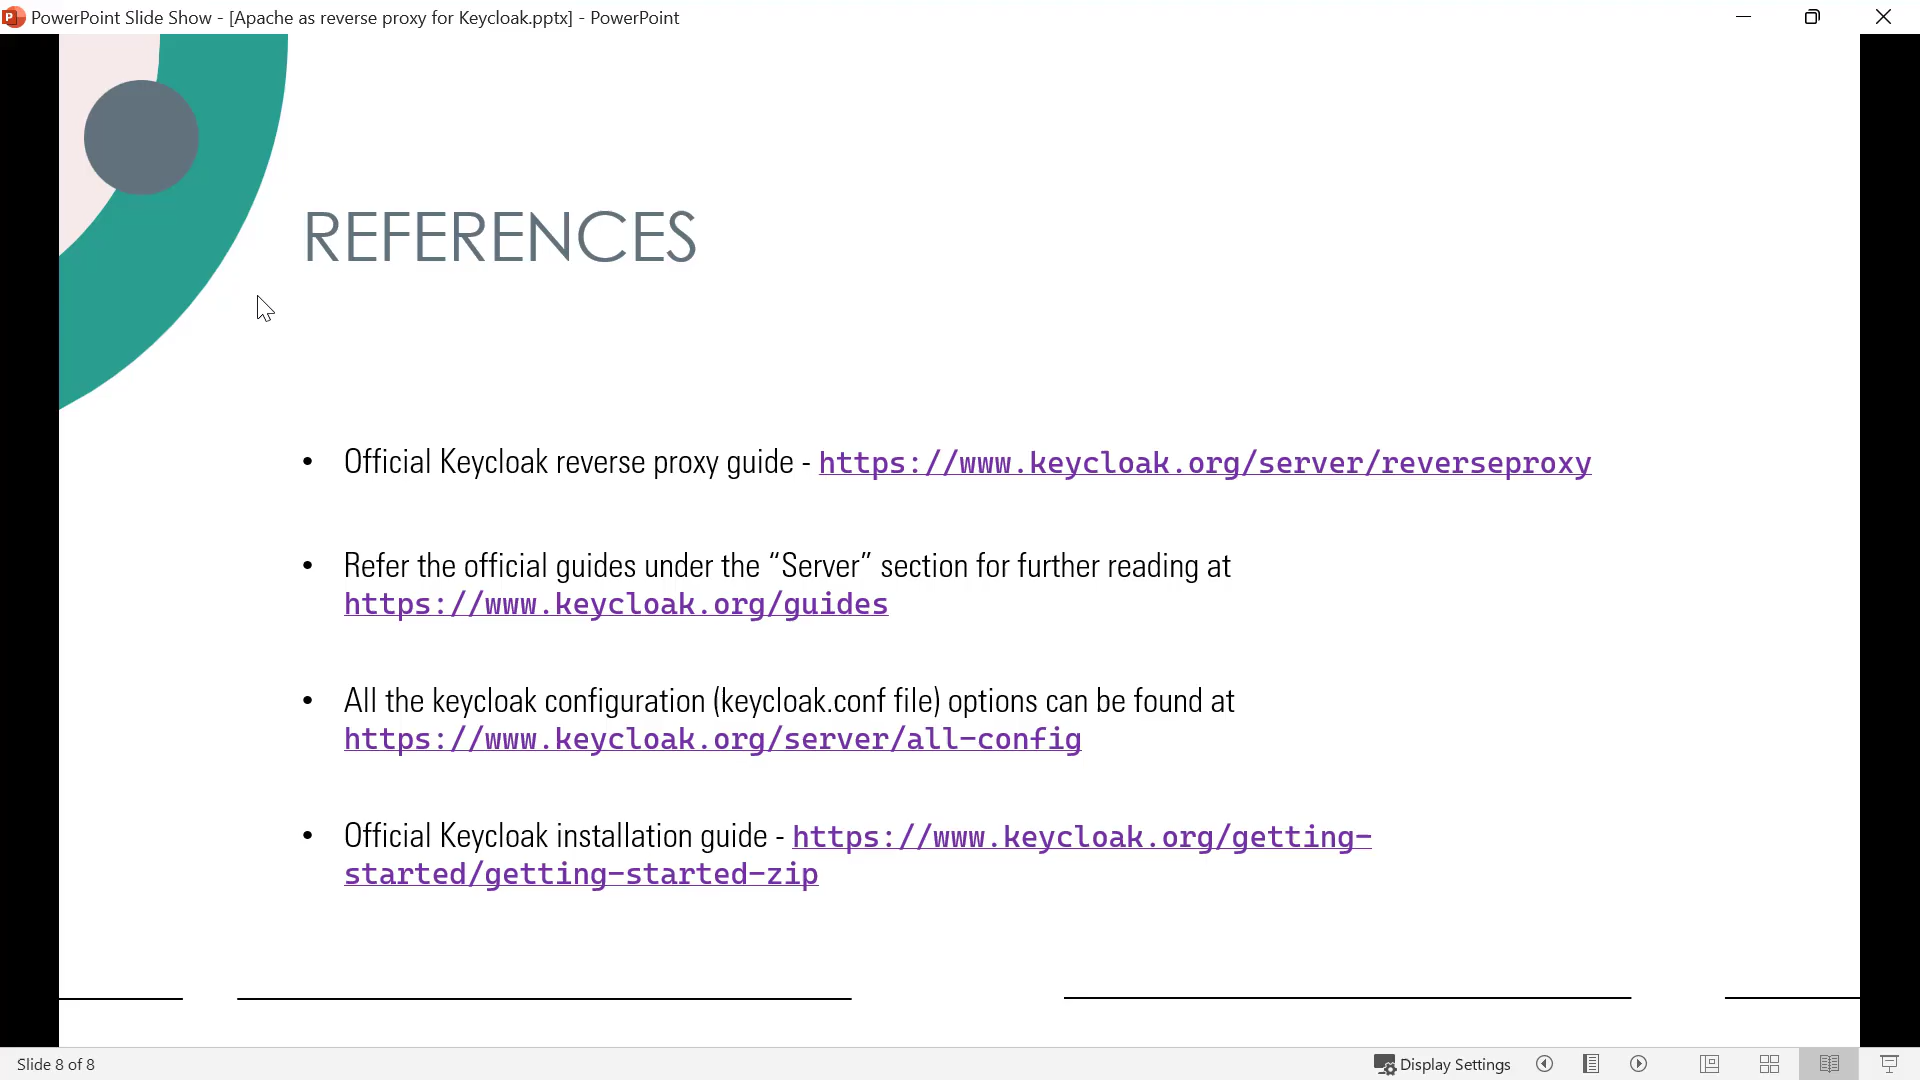 PowerPoint Slide Show - [Apache as reverse proxy for Keycloak.pptx] - PowerPoint
REFERENCES
• Official Keycloak reverse proxy guide - https://www.keycloak.org/server/reverseproxy
• Refer the official guides under the “Server” section for further reading at
https://www.keycloak.org/guides
• All the keycloak configuration (keycloak.conf file) options can be found at
https://www.keycloak.org/server/all-config
• Official Keycloak installation guide - https://www.keycloak.org/getting-
started/getting-started-zip
Slide 8 of 8
Display Settings